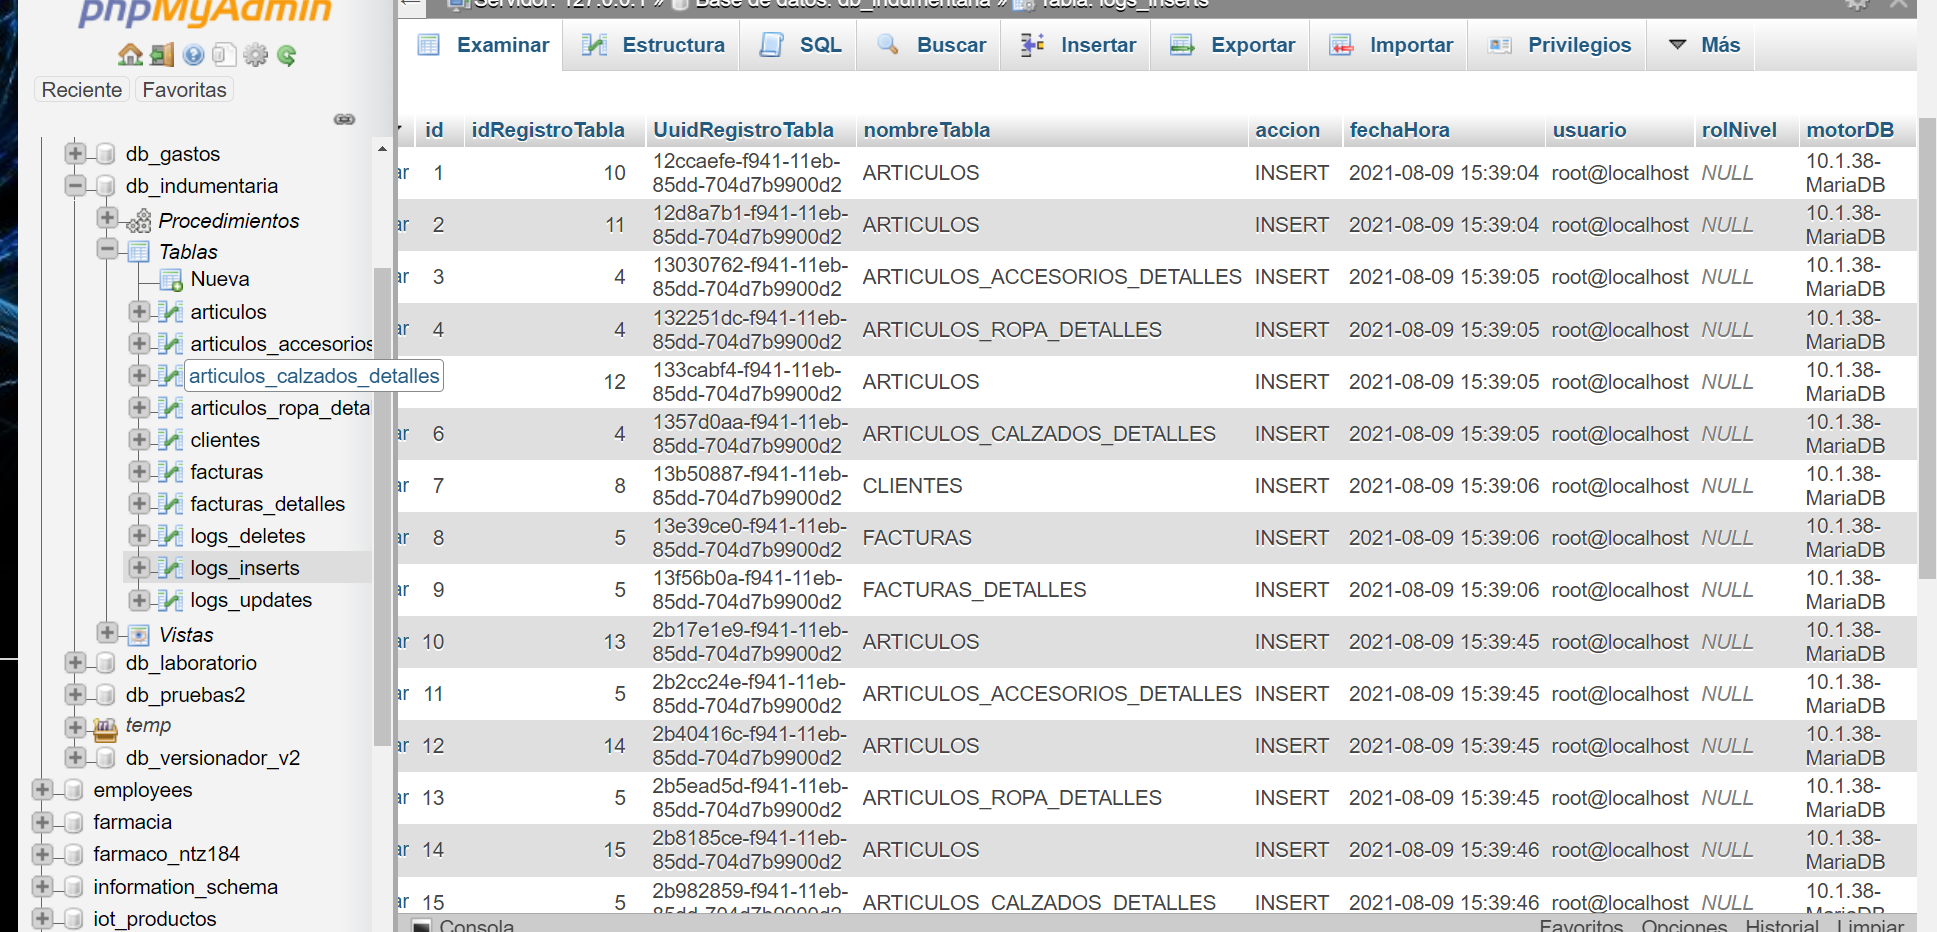 phpMyAdmin
Servidor: 127.0.0.1 » Base de datos: db_indumentaria » Tabla: logs_inserts
Examinar Estructura SQL Buscar Insertar Exportar Importar Privilegios Más
Reciente Favoritas
db_gastos
db_indumentaria
Procedimientos
Tablas
Nueva
articulos
articulos_accesorios
articulos_calzados_detalles
articulos_ropa_deta
clientes
facturas
facturas_detalles
logs_deletes
logs_inserts
logs_updates
Vistas
db_laboratorio
db_pruebas2
temp
db_versionador_v2
employees
farmacia
farmaco_ntz184
information_schema
iot_productos
id idRegistroTabla UuidRegistroTabla nombreTabla accion fechaHora usuario rolNivel motorDB
ar 1 10 12ccaefe-f941-11eb-85dd-704d7b9900d2 ARTICULOS INSERT 2021-08-09 15:39:04 root@localhost NULL 10.1.38-MariaDB
ar 2 11 12d8a7b1-f941-11eb-85dd-704d7b9900d2 ARTICULOS INSERT 2021-08-09 15:39:04 root@localhost NULL 10.1.38-MariaDB
ar 3 4 13030762-f941-11eb-85dd-704d7b9900d2 ARTICULOS_ACCESORIOS_DETALLES INSERT 2021-08-09 15:39:05 root@localhost NULL 10.1.38-MariaDB
ar 4 4 132251dc-f941-11eb-85dd-704d7b9900d2 ARTICULOS_ROPA_DETALLES INSERT 2021-08-09 15:39:05 root@localhost NULL 10.1.38-MariaDB
12 133cabf4-f941-11eb-85dd-704d7b9900d2 ARTICULOS INSERT 2021-08-09 15:39:05 root@localhost NULL 10.1.38-MariaDB
ar 6 4 1357d0aa-f941-11eb-85dd-704d7b9900d2 ARTICULOS_CALZADOS_DETALLES INSERT 2021-08-09 15:39:05 root@localhost NULL 10.1.38-MariaDB
ar 7 8 13b50887-f941-11eb-85dd-704d7b9900d2 CLIENTES INSERT 2021-08-09 15:39:06 root@localhost NULL 10.1.38-MariaDB
ar 8 5 13e39ce0-f941-11eb-85dd-704d7b9900d2 FACTURAS INSERT 2021-08-09 15:39:06 root@localhost NULL 10.1.38-MariaDB
ar 9 5 13f56b0a-f941-11eb-85dd-704d7b9900d2 FACTURAS_DETALLES INSERT 2021-08-09 15:39:06 root@localhost NULL 10.1.38-MariaDB
ar 10 13 2b17e1e9-f941-11eb-85dd-704d7b9900d2 ARTICULOS INSERT 2021-08-09 15:39:45 root@localhost NULL 10.1.38-MariaDB
ar 11 5 2b2cc24e-f941-11eb-85dd-704d7b9900d2 ARTICULOS_ACCESORIOS_DETALLES INSERT 2021-08-09 15:39:45 root@localhost NULL 10.1.38-MariaDB
ar 12 14 2b40416c-f941-11eb-85dd-704d7b9900d2 ARTICULOS INSERT 2021-08-09 15:39:45 root@localhost NULL 10.1.38-MariaDB
ar 13 5 2b5ead5d-f941-11eb-85dd-704d7b9900d2 ARTICULOS_ROPA_DETALLES INSERT 2021-08-09 15:39:45 root@localhost NULL 10.1.38-MariaDB
ar 14 15 2b8185ce-f941-11eb-85dd-704d7b9900d2 ARTICULOS INSERT 2021-08-09 15:39:46 root@localhost NULL 10.1.38-MariaDB
ar 15 5 2b982859-f941-11eb-85dd-704d7b9900d2 ARTICULOS_CALZADOS_DETALLES INSERT 2021-08-09 15:39:46 root@localhost NULL 10.1.38-MariaDB
Consola Favoritos Opciones Historial Limpiar